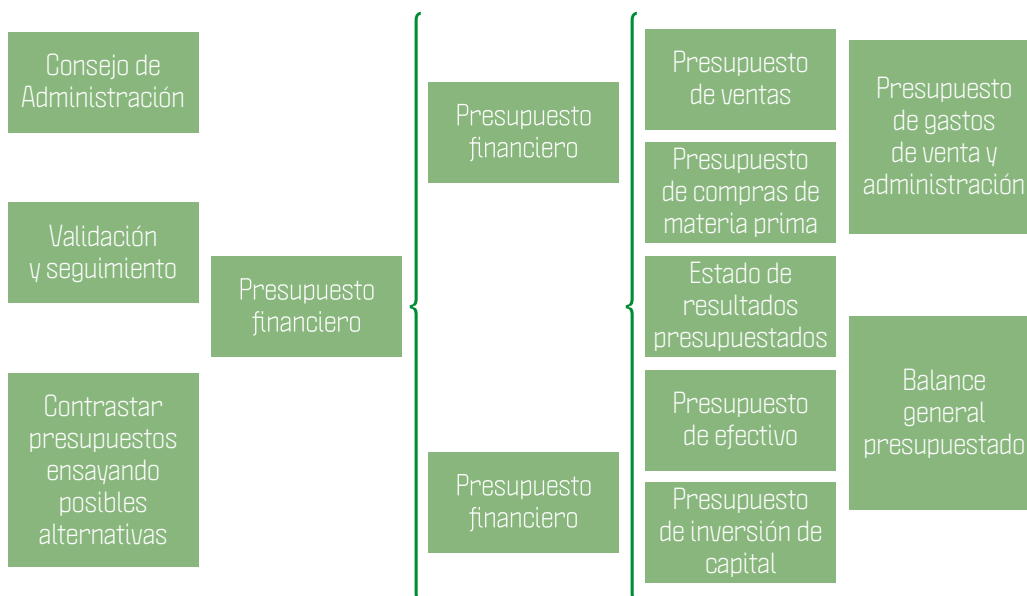 Consejo de
Administración
Validación
y seguimiento
Contrastar
presupuestos
ensayando
posibles
alternativas
Presupuesto
financiero
Presupuesto
financiero
Presupuesto
financiero
Presupuesto
de ventas
Presupuesto
de compras de
materia prima
Estado de
resultados
presupuestados
Presupuesto
de efectivo
Presupuesto
de inversión de
capital
Presupuesto
de gastos
de venta y
administración
Balance
general
presupuestado